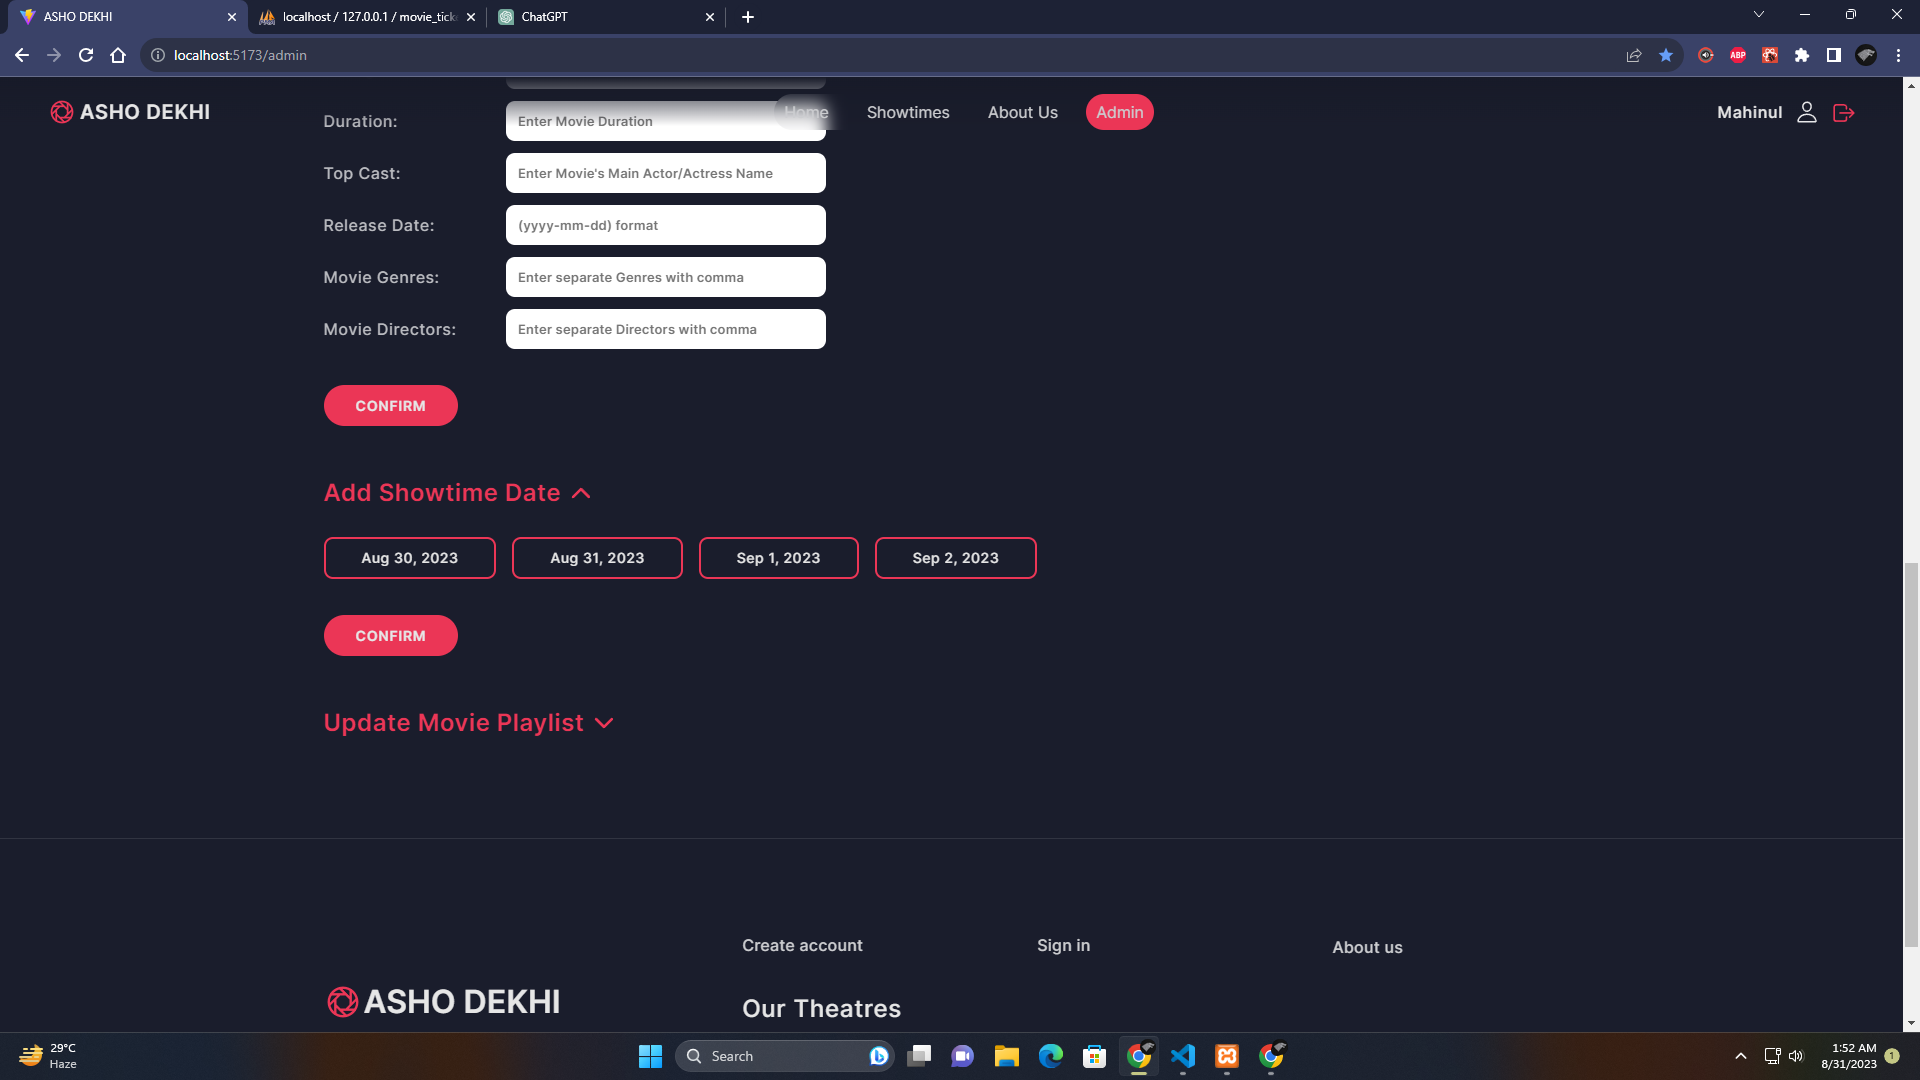 ASHO DEKHI
localhost / 127.0.0.1 / movie_tick
ChatGPT
localhost:5173/admin
ABP
ASHO DEKHI
Home
Showtimes
About Us
Admin
Mahinul
Duration:
Enter Movie Duration
Top Cast:
Enter Movie's Main Actor/Actress Name
Release Date:
(yyyy-mm-dd) format
Movie Genres:
Enter separate Genres with comma
Movie Directors:
Enter separate Directors with comma
CONFIRM
Add Showtime Date
Aug 30, 2023
Aug 31, 2023
Sep 1, 2023
Sep 2, 2023
CONFIRM
Update Movie Playlist
Create account
Sign in
About us
ASHO DEKHI
Our Theatres
29°C
Haze
Search
1:52 AM
8/31/2023
1